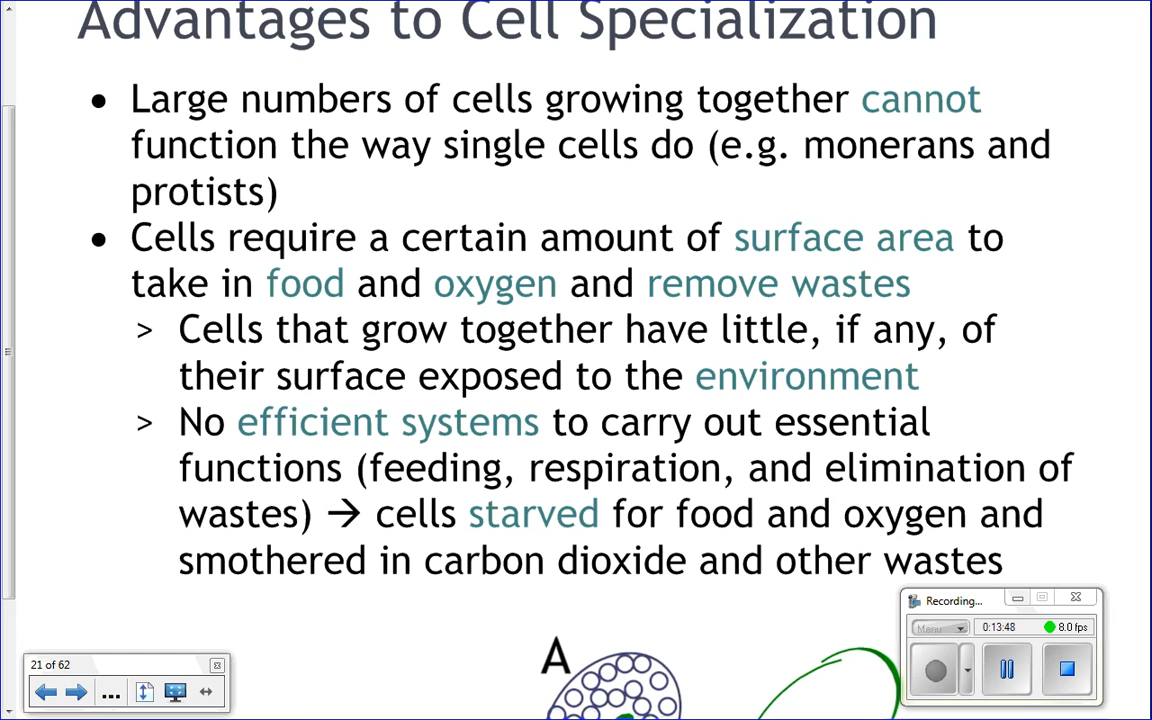 Advantages to Cell Specialization
• Large numbers of cells growing together cannot
function the way single cells do (e.g. monerans and
protists)
• Cells require a certain amount of surface area to
take in food and oxygen and remove wastes
> Cells that grow together have little, if any, of
their surface exposed to the environment
> No efficient systems to carry out essential
functions (feeding, respiration, and elimination of
wastes) → cells starved for food and oxygen and
smothered in carbon dioxide and other wastes
Recording...
Menu
0:13:48
8.0 fps
A
21 of 62
...